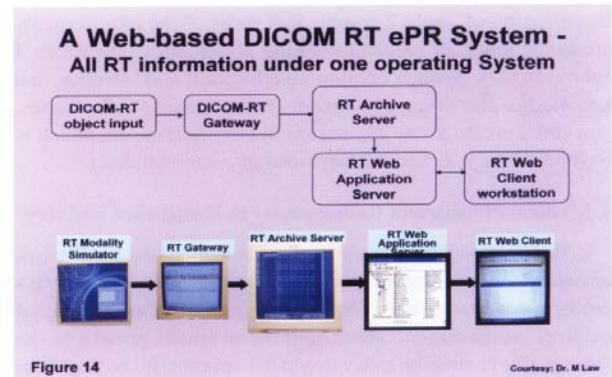 A Web-based DICOM RT ePR System -
All RT information under one operating System
DICOM-RT
object input
DICOM-RT
Gateway
RT Archive
Server
RT Web
Application
Server
RT Web
Client
workstation
RT Modality
Simulator
RT Gateway
RT Archive Server
RT Web
Application
Server
RT Web Client
Figure 14
Courtesy: Dr. M Law